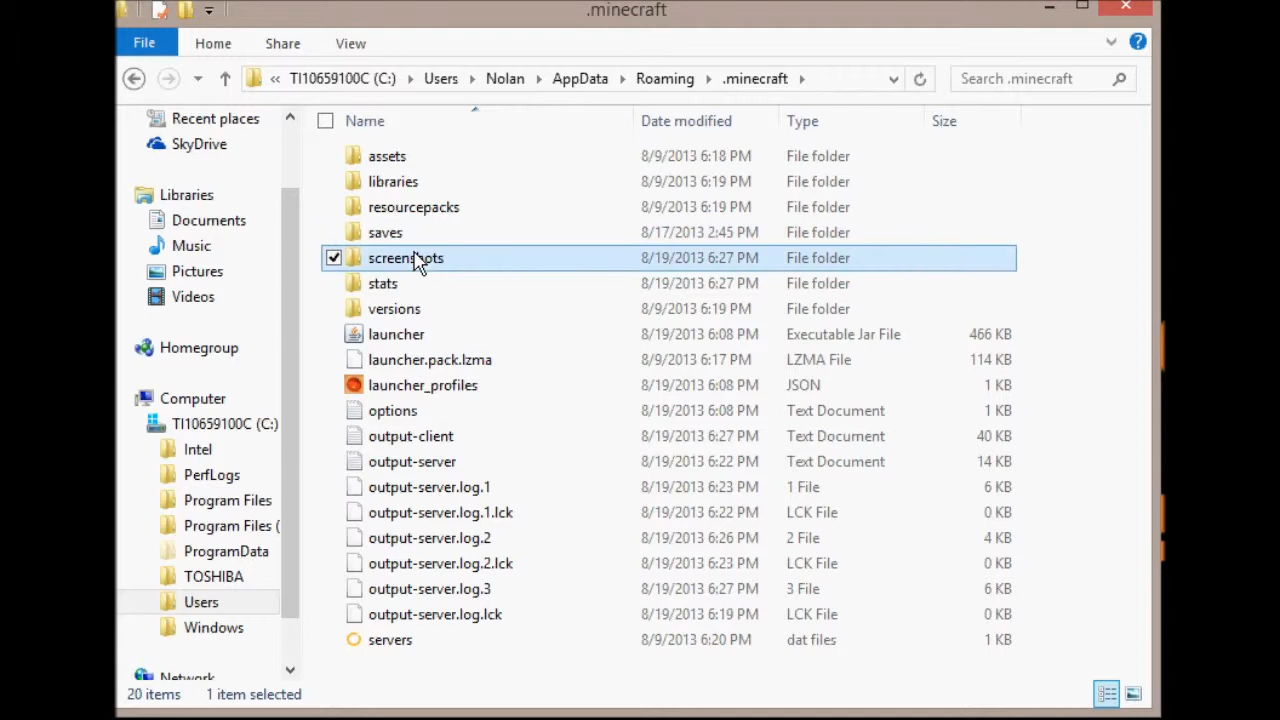 .minecraft
File Home Share View
« TI10659100C (C:) Users Nolan AppData Roaming .minecraft Search .minecraft
Name Date modified Type Size
Recent places
SkyDrive
Libraries
Documents
Music
Pictures
Videos
Homegroup
Computer
TI10659100C (C:)
Intel
PerfLogs
Program Files
Program Files (
ProgramData
TOSHIBA
Users
Windows
Network
assets 8/9/2013 6:18 PM File folder
libraries 8/9/2013 6:19 PM File folder
resourcepacks 8/9/2013 6:19 PM File folder
saves 8/17/2013 2:45 PM File folder
screenshots 8/19/2013 6:27 PM File folder
stats 8/19/2013 6:27 PM File folder
versions 8/9/2013 6:19 PM File folder
launcher 8/19/2013 6:08 PM Executable Jar File 466 KB
launcher.pack.lzma 8/9/2013 6:17 PM LZMA File 114 KB
launcher_profiles 8/19/2013 6:08 PM JSON 1 KB
options 8/19/2013 6:08 PM Text Document 1 KB
output-client 8/19/2013 6:27 PM Text Document 40 KB
output-server 8/19/2013 6:22 PM Text Document 14 KB
output-server.log.1 8/19/2013 6:23 PM 1 File 6 KB
output-server.log.1.lck 8/19/2013 6:22 PM LCK File 0 KB
output-server.log.2 8/19/2013 6:26 PM 2 File 4 KB
output-server.log.2.lck 8/19/2013 6:23 PM LCK File 0 KB
output-server.log.3 8/19/2013 6:27 PM 3 File 6 KB
output-server.log.lck 8/19/2013 6:19 PM LCK File 0 KB
servers 8/9/2013 6:20 PM dat files 1 KB
20 items 1 item selected